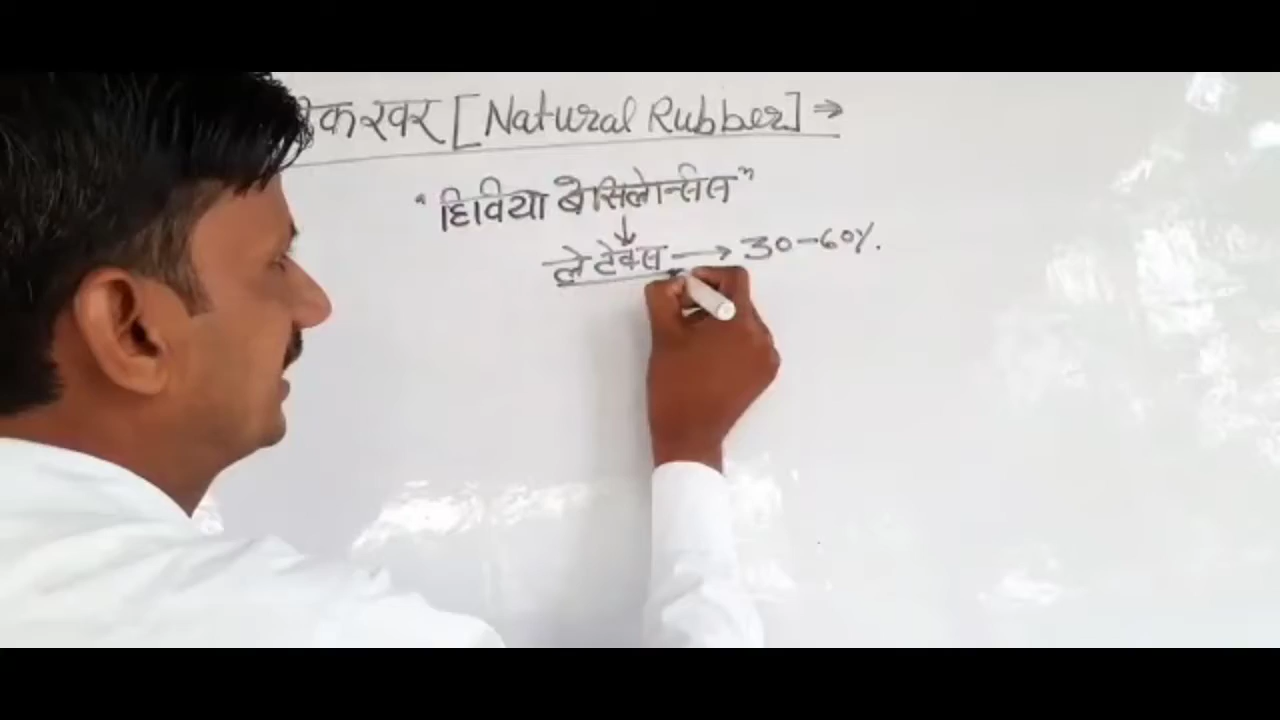 रबर [Natural Rubber] ⇒
"हिविया ब्रेसिलेान्सिस"
↓
लेटेक्स → 30-60%.